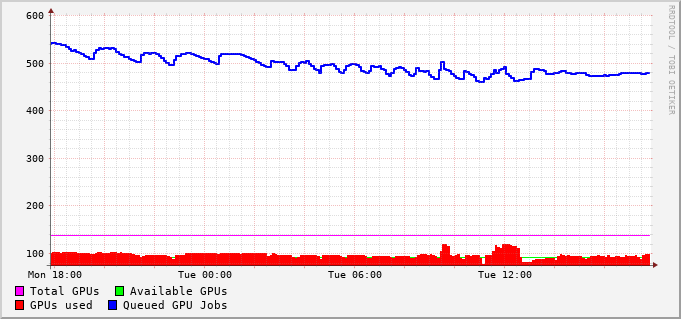 600
500
400
300
200
100
Mon 18:00 Tue 00:00 Tue 06:00 Tue 12:00
Total GPUs Available GPUs
GPUs used Queued GPU Jobs
RRDTOOL / TOBI OETIKER